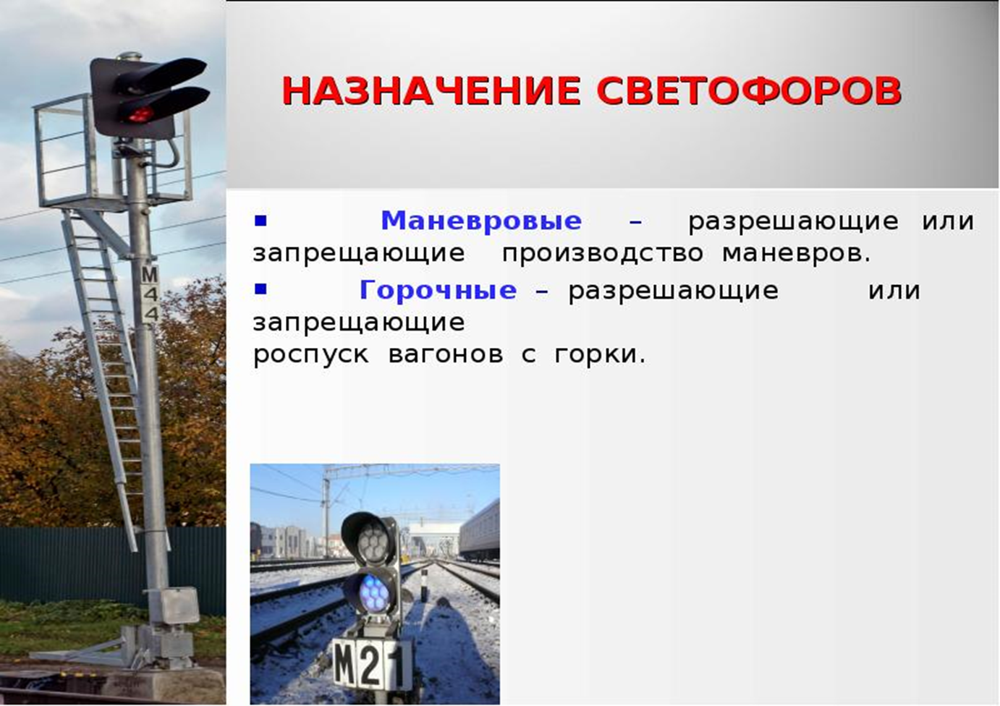 НАЗНАЧЕНИЕ СВЕТОФОРОВ
▪ Маневровые – разрешающие или
запрещающие производство маневров.
▪ Горочные – разрешающие или
запрещающие
роспуск вагонов с горки.
М
4
4
М21